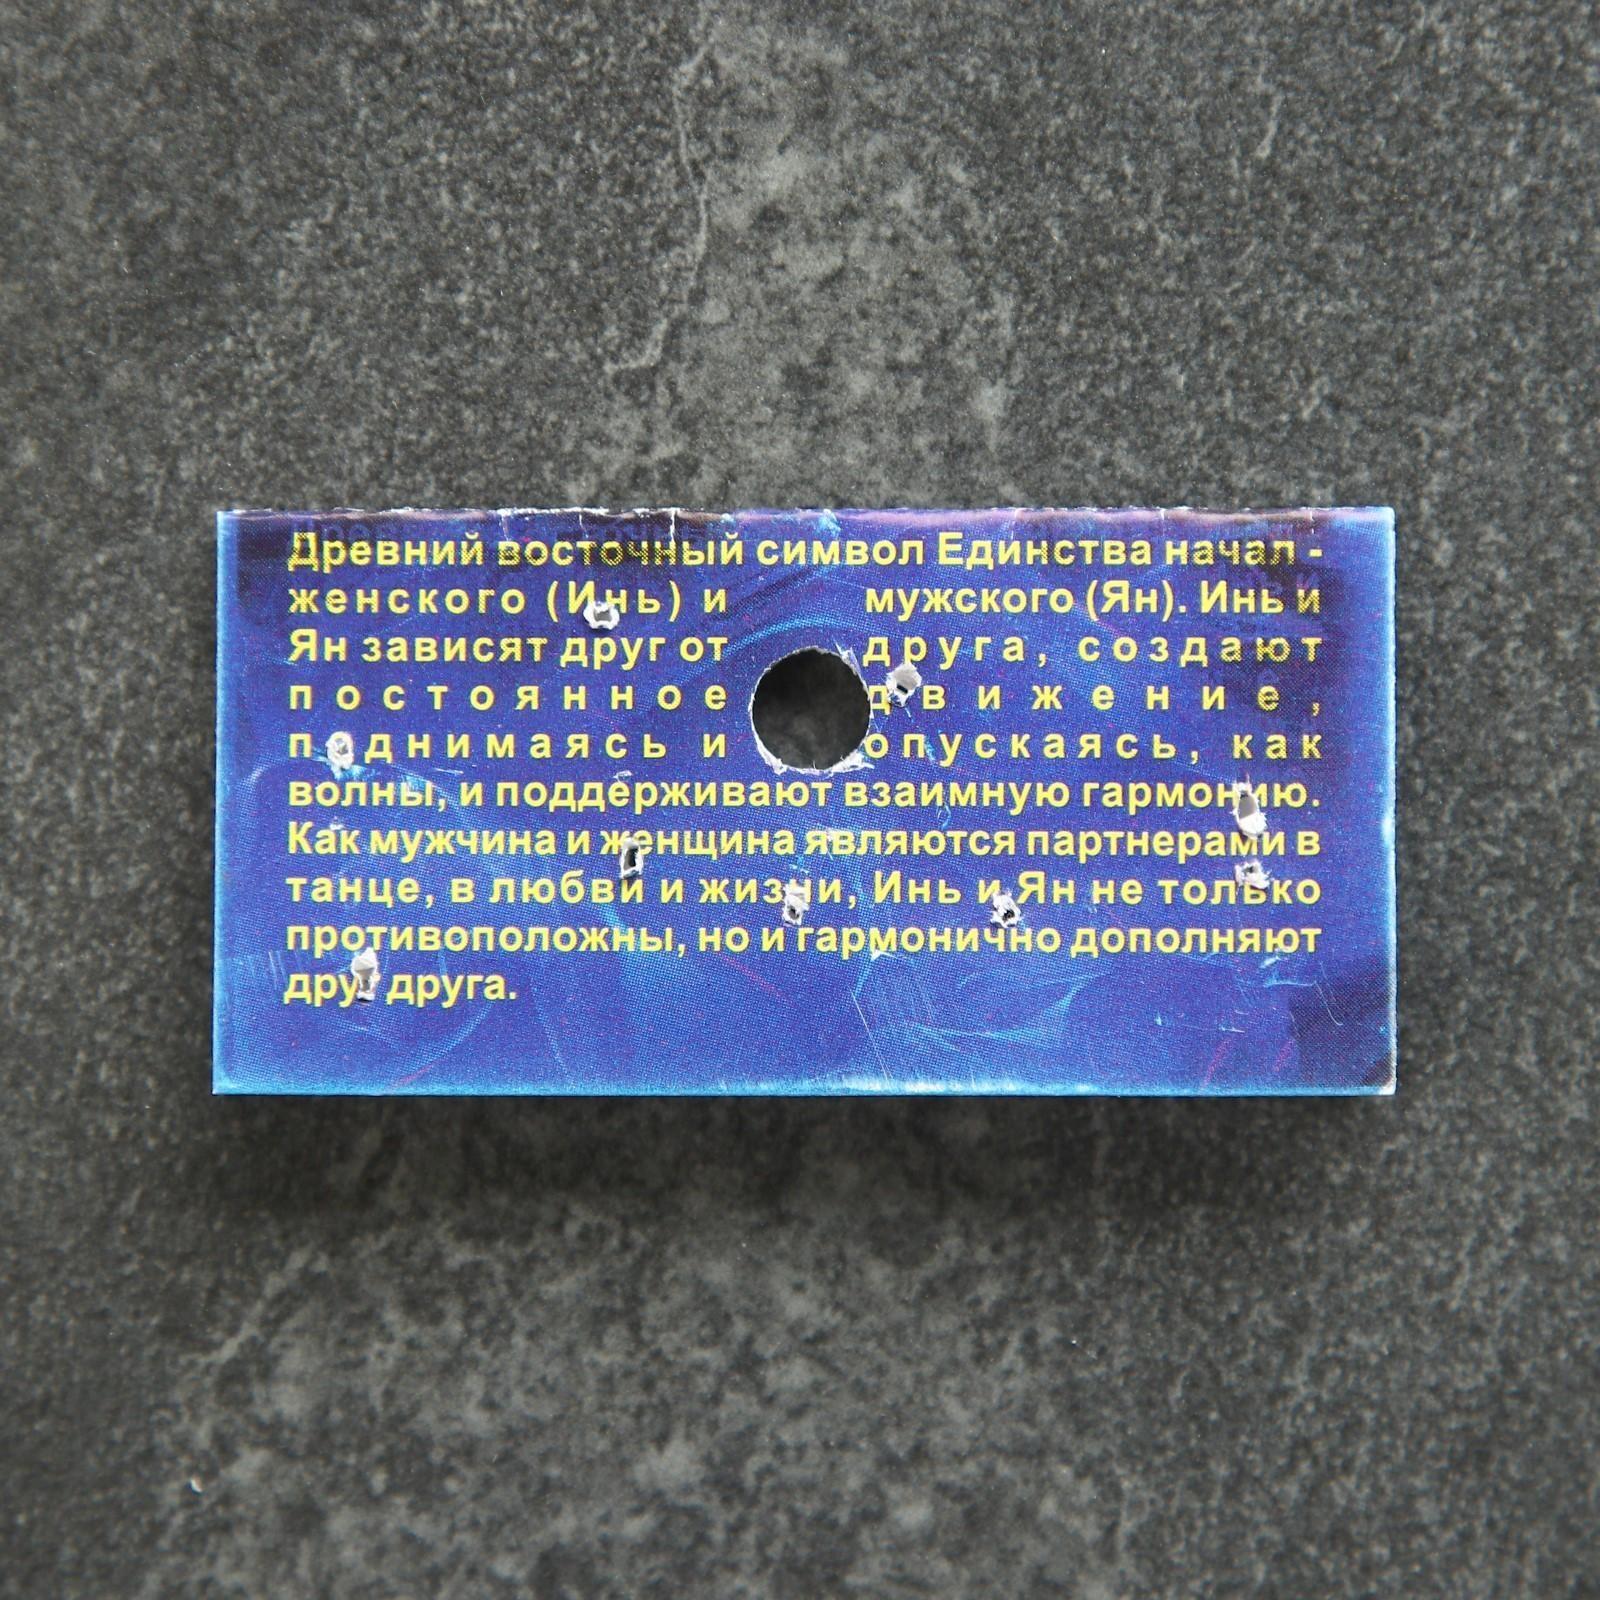 Древний восточный символ Единства начал -
женского (Инь) и мужского (Ян). Инь и
Ян зависят друг от друга, создают
постоянное движение,
поднимаясь и опускаясь, как
волны, и поддерживают взаимную гармонию.
Как мужчина и женщина являются партнерами в
танце, в любви и жизни, Инь и Ян не только
противоположны, но и гармонично дополняют
друг друга.